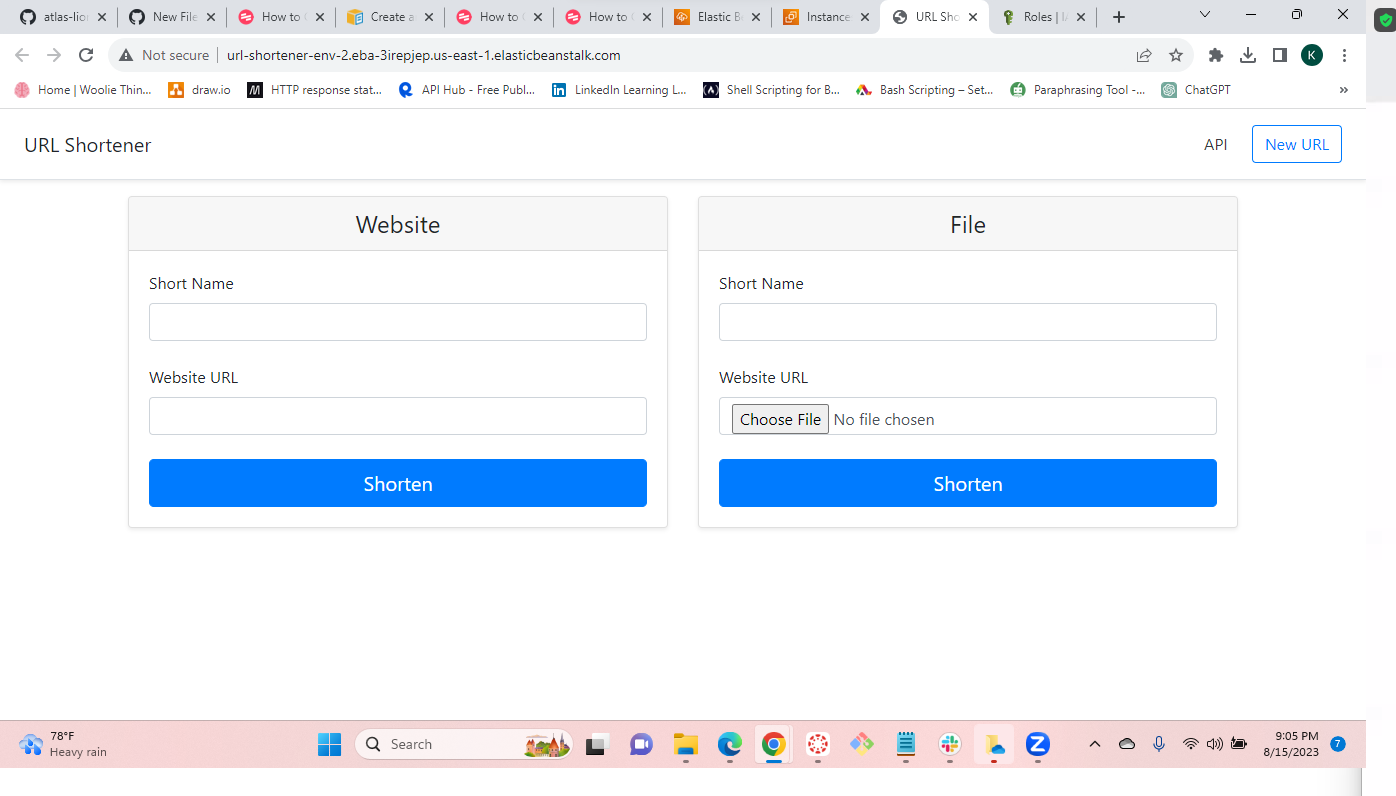 atlas-lio
New File
How to
Create a
How to
How to
Elastic B
Instance
URL Sho
Roles | I
Not secure | url-shortener-env-2.eba-3irepjep.us-east-1.elasticbeanstalk.com
K
Home | Woolie Thin... draw.io HTTP response stat... API Hub - Free Publ... LinkedIn Learning L... Shell Scripting for B... Bash Scripting – Set... Paraphrasing Tool -... ChatGPT »
URL Shortener API New URL
Website
Short Name
Website URL
Shorten
File
Short Name
Website URL
Choose File No file chosen
Shorten
78°F
Heavy rain
Search
9:05 PM
8/15/2023
7